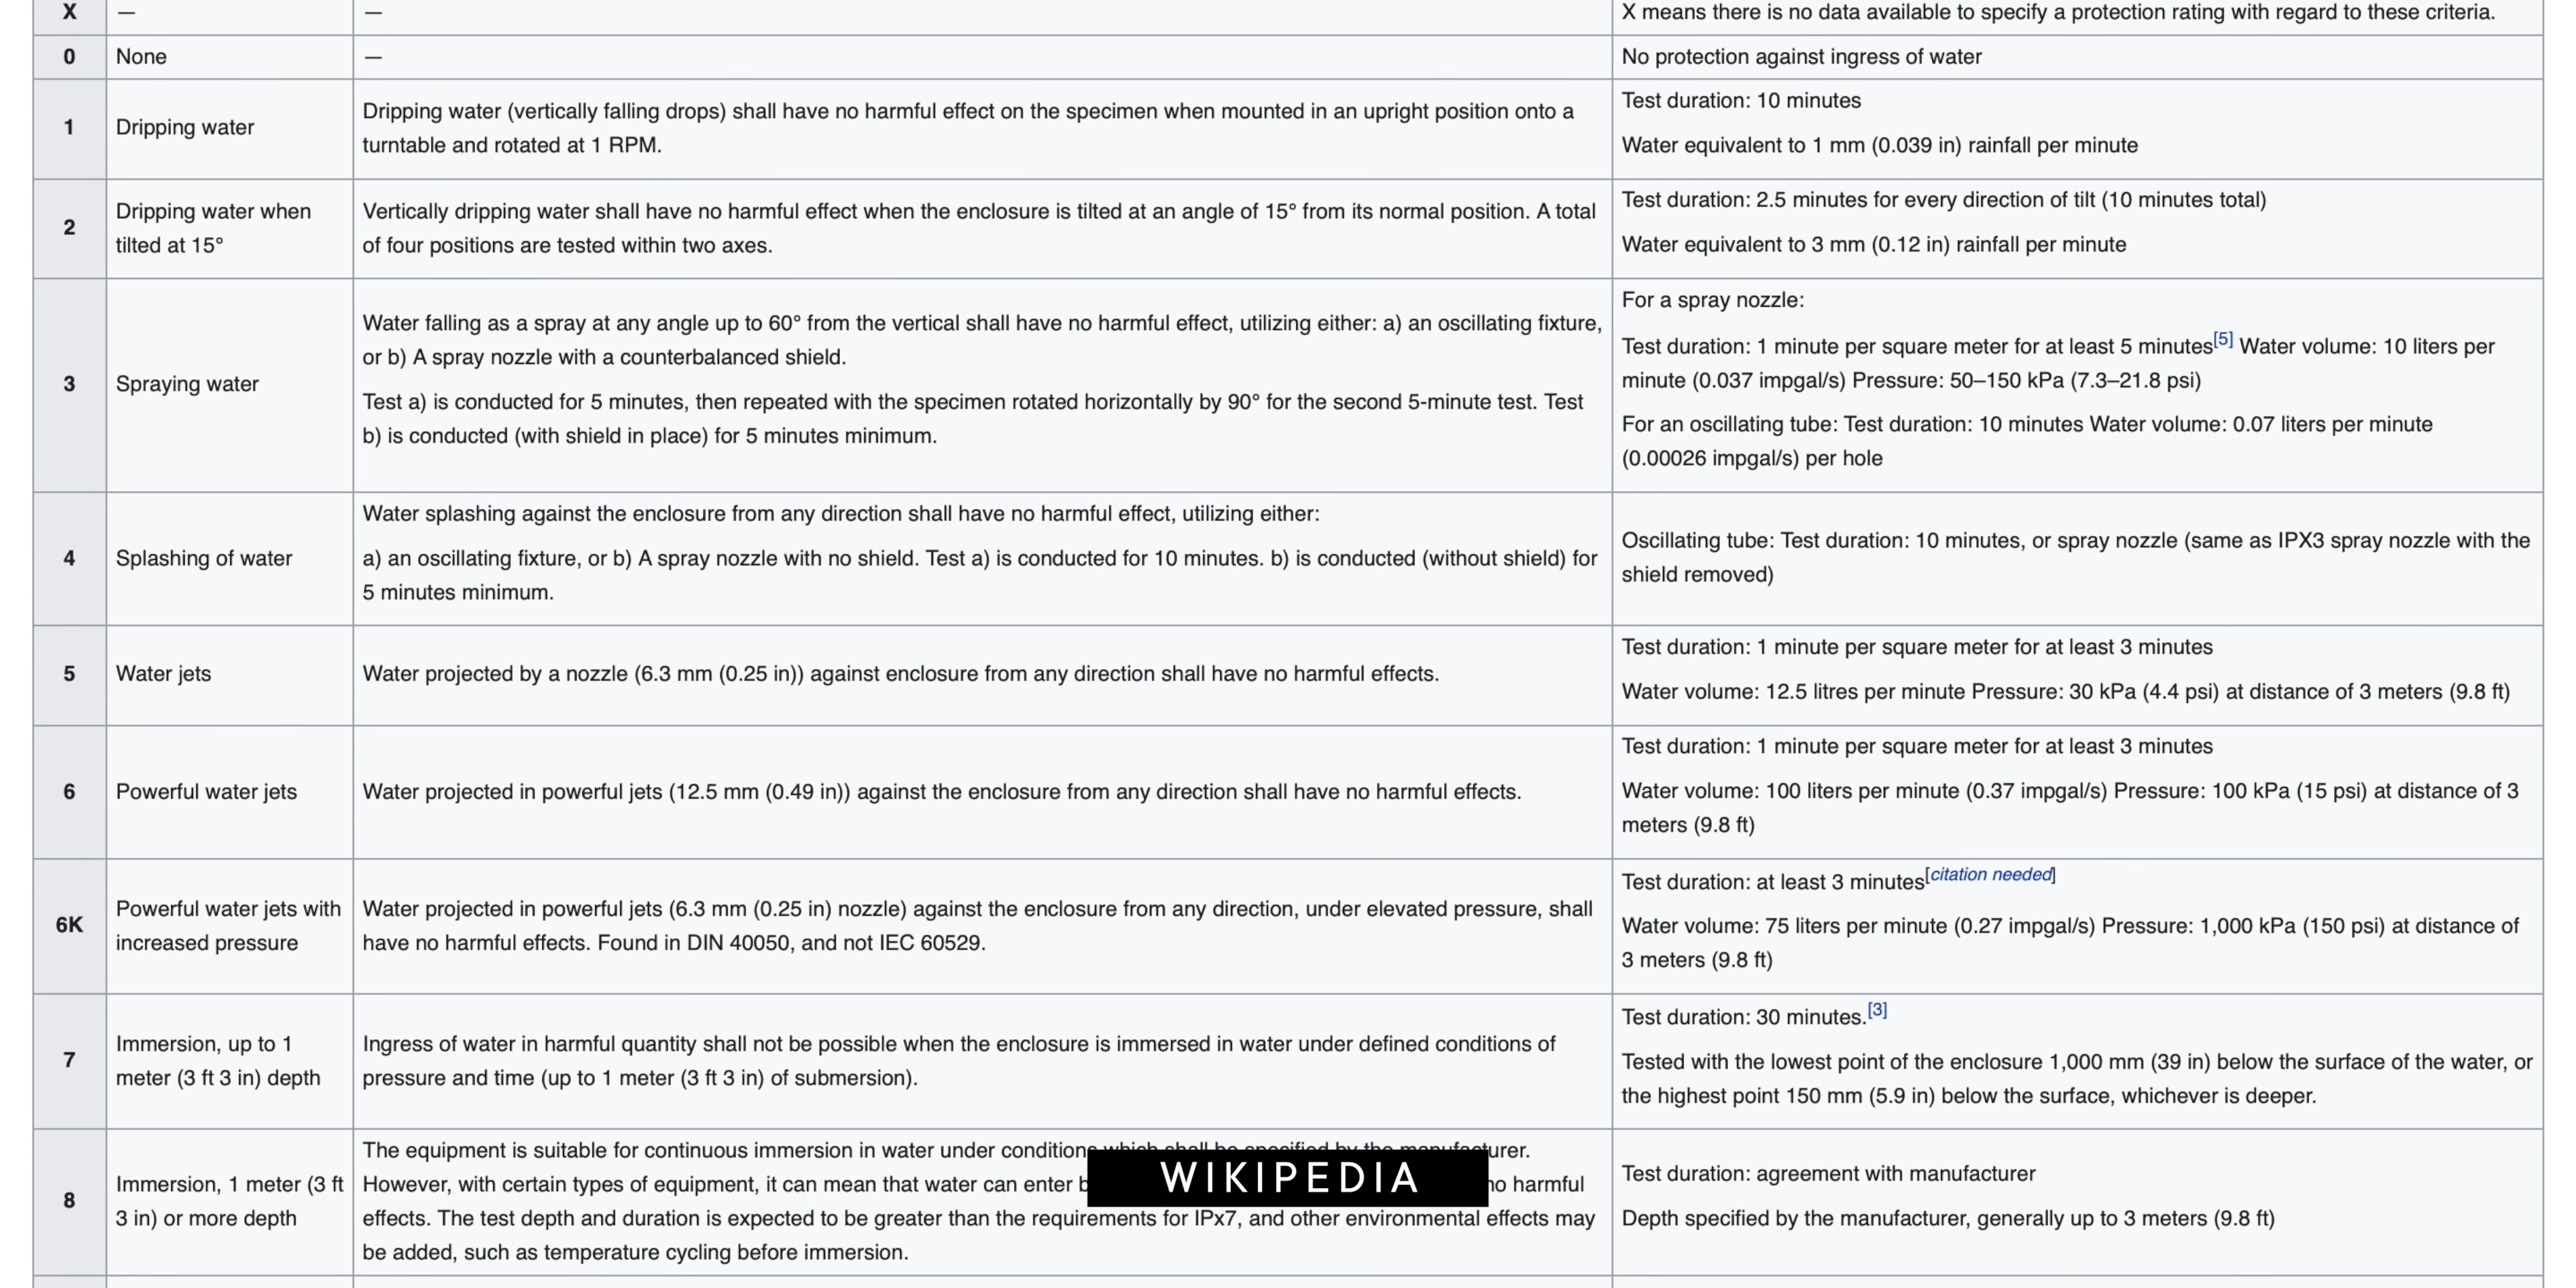 X — — X means there is no data available to specify a protection rating with regard to these criteria.
0 None — No protection against ingress of water
1 Dripping water
Dripping water (vertically falling drops) shall have no harmful effect on the specimen when mounted in an upright position onto a
turntable and rotated at 1 RPM.
Test duration: 10 minutes
Water equivalent to 1 mm (0.039 in) rainfall per minute
2 Dripping water when
tilted at 15°
Vertically dripping water shall have no harmful effect when the enclosure is tilted at an angle of 15° from its normal position. A total
of four positions are tested within two axes.
Test duration: 2.5 minutes for every direction of tilt (10 minutes total)
Water equivalent to 3 mm (0.12 in) rainfall per minute
3 Spraying water
Water falling as a spray at any angle up to 60° from the vertical shall have no harmful effect, utilizing either: a) an oscillating fixture,
or b) A spray nozzle with a counterbalanced shield.
Test a) is conducted for 5 minutes, then repeated with the specimen rotated horizontally by 90° for the second 5-minute test. Test
b) is conducted (with shield in place) for 5 minutes minimum.
For a spray nozzle:
Test duration: 1 minute per square meter for at least 5 minutes[5] Water volume: 10 liters per
minute (0.037 impgal/s) Pressure: 50–150 kPa (7.3–21.8 psi)
For an oscillating tube: Test duration: 10 minutes Water volume: 0.07 liters per minute
(0.00026 impgal/s) per hole
4 Splashing of water
Water splashing against the enclosure from any direction shall have no harmful effect, utilizing either:
a) an oscillating fixture, or b) A spray nozzle with no shield. Test a) is conducted for 10 minutes. b) is conducted (without shield) for
5 minutes minimum.
Oscillating tube: Test duration: 10 minutes, or spray nozzle (same as IPX3 spray nozzle with the
shield removed)
5 Water jets
Water projected by a nozzle (6.3 mm (0.25 in)) against enclosure from any direction shall have no harmful effects.
Test duration: 1 minute per square meter for at least 3 minutes
Water volume: 12.5 litres per minute Pressure: 30 kPa (4.4 psi) at distance of 3 meters (9.8 ft)
6 Powerful water jets
Water projected in powerful jets (12.5 mm (0.49 in)) against the enclosure from any direction shall have no harmful effects.
Test duration: 1 minute per square meter for at least 3 minutes
Water volume: 100 liters per minute (0.37 impgal/s) Pressure: 100 kPa (15 psi) at distance of 3
meters (9.8 ft)
6K Powerful water jets with
increased pressure
Water projected in powerful jets (6.3 mm (0.25 in) nozzle) against the enclosure from any direction, under elevated pressure, shall
have no harmful effects. Found in DIN 40050, and not IEC 60529.
Test duration: at least 3 minutes[citation needed]
Water volume: 75 liters per minute (0.27 impgal/s) Pressure: 1,000 kPa (150 psi) at distance of
3 meters (9.8 ft)
7 Immersion, up to 1
meter (3 ft 3 in) depth
Ingress of water in harmful quantity shall not be possible when the enclosure is immersed in water under defined conditions of
pressure and time (up to 1 meter (3 ft 3 in) of submersion).
Test duration: 30 minutes.[3]
Tested with the lowest point of the enclosure 1,000 mm (39 in) below the surface of the water, or
the highest point 150 mm (5.9 in) below the surface, whichever is deeper.
8 Immersion, 1 meter (3 ft
3 in) or more depth
The equipment is suitable for continuous immersion in water under conditions which shall be specified by the manufacturer.
However, with certain types of equipment, it can mean that water can enter no harmful
effects. The test depth and duration is expected to be greater than the requirements for IPx7, and other environmental effects may
be added, such as temperature cycling before immersion.
Test duration: agreement with manufacturer
Depth specified by the manufacturer, generally up to 3 meters (9.8 ft)
WIKIPEDIA